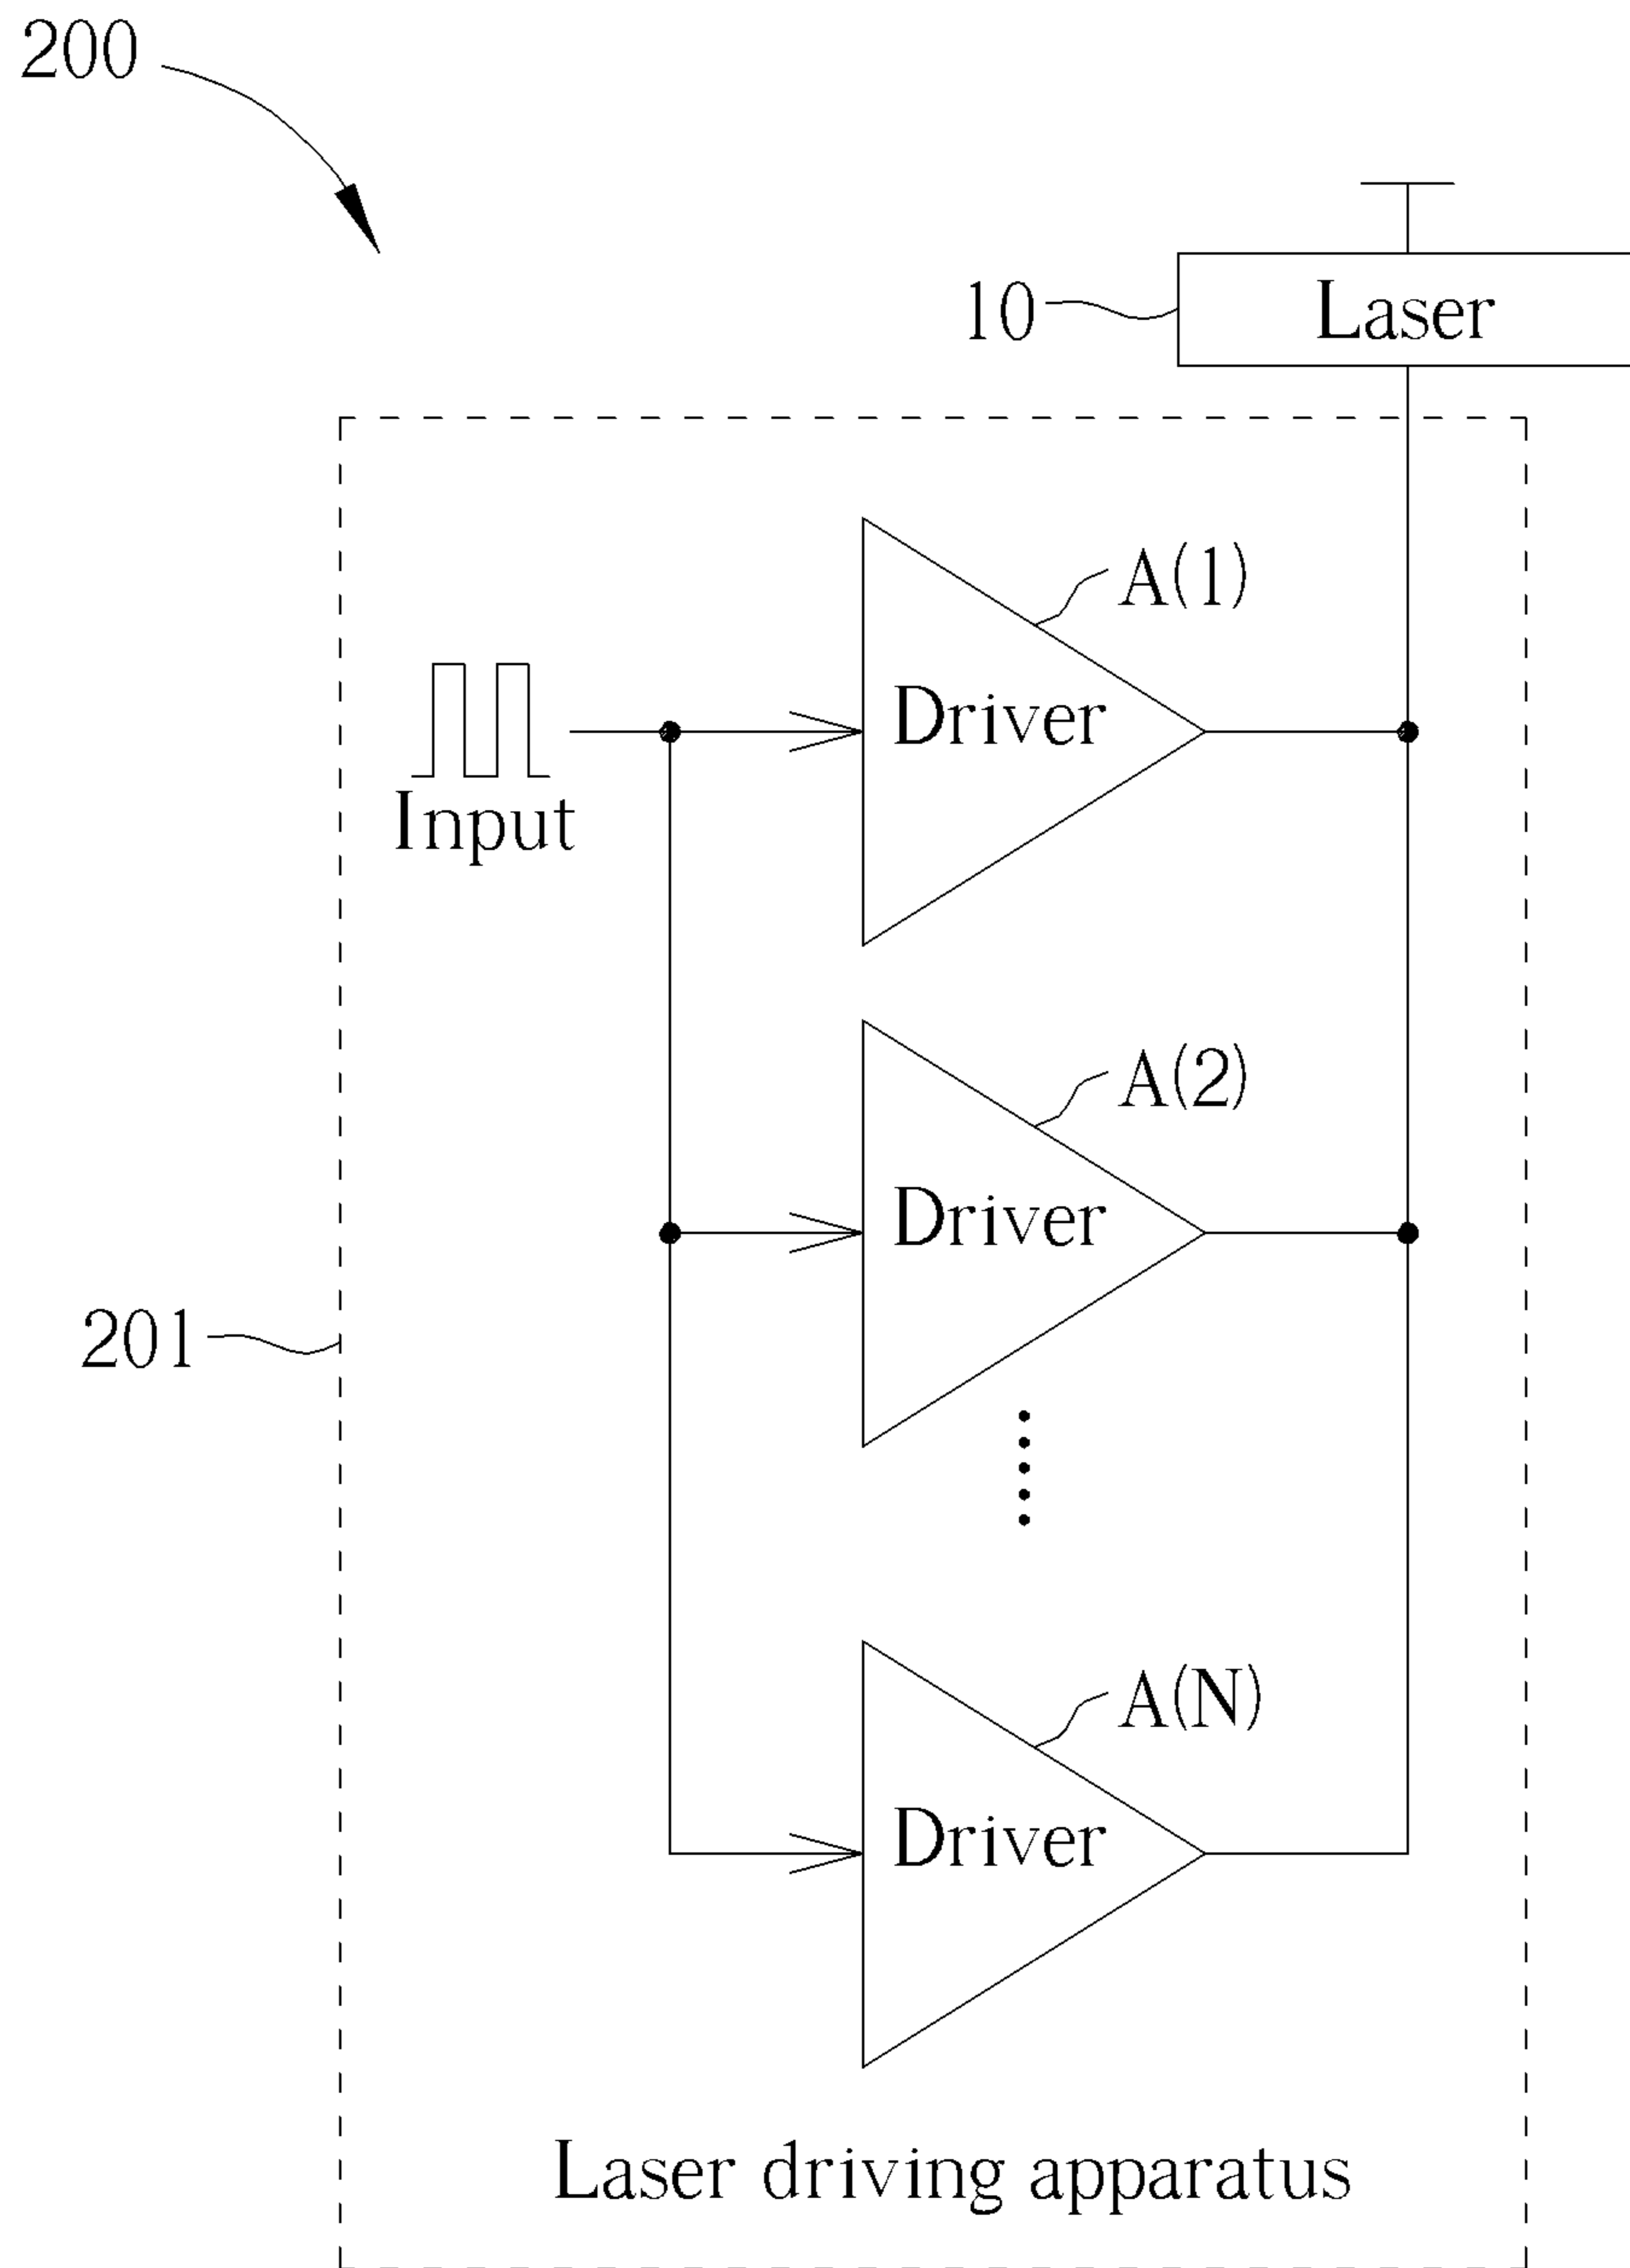 200
10
Laser
A(1)
Driver
Input
A(2)
Driver
201
A(N)
Driver
Laser driving apparatus